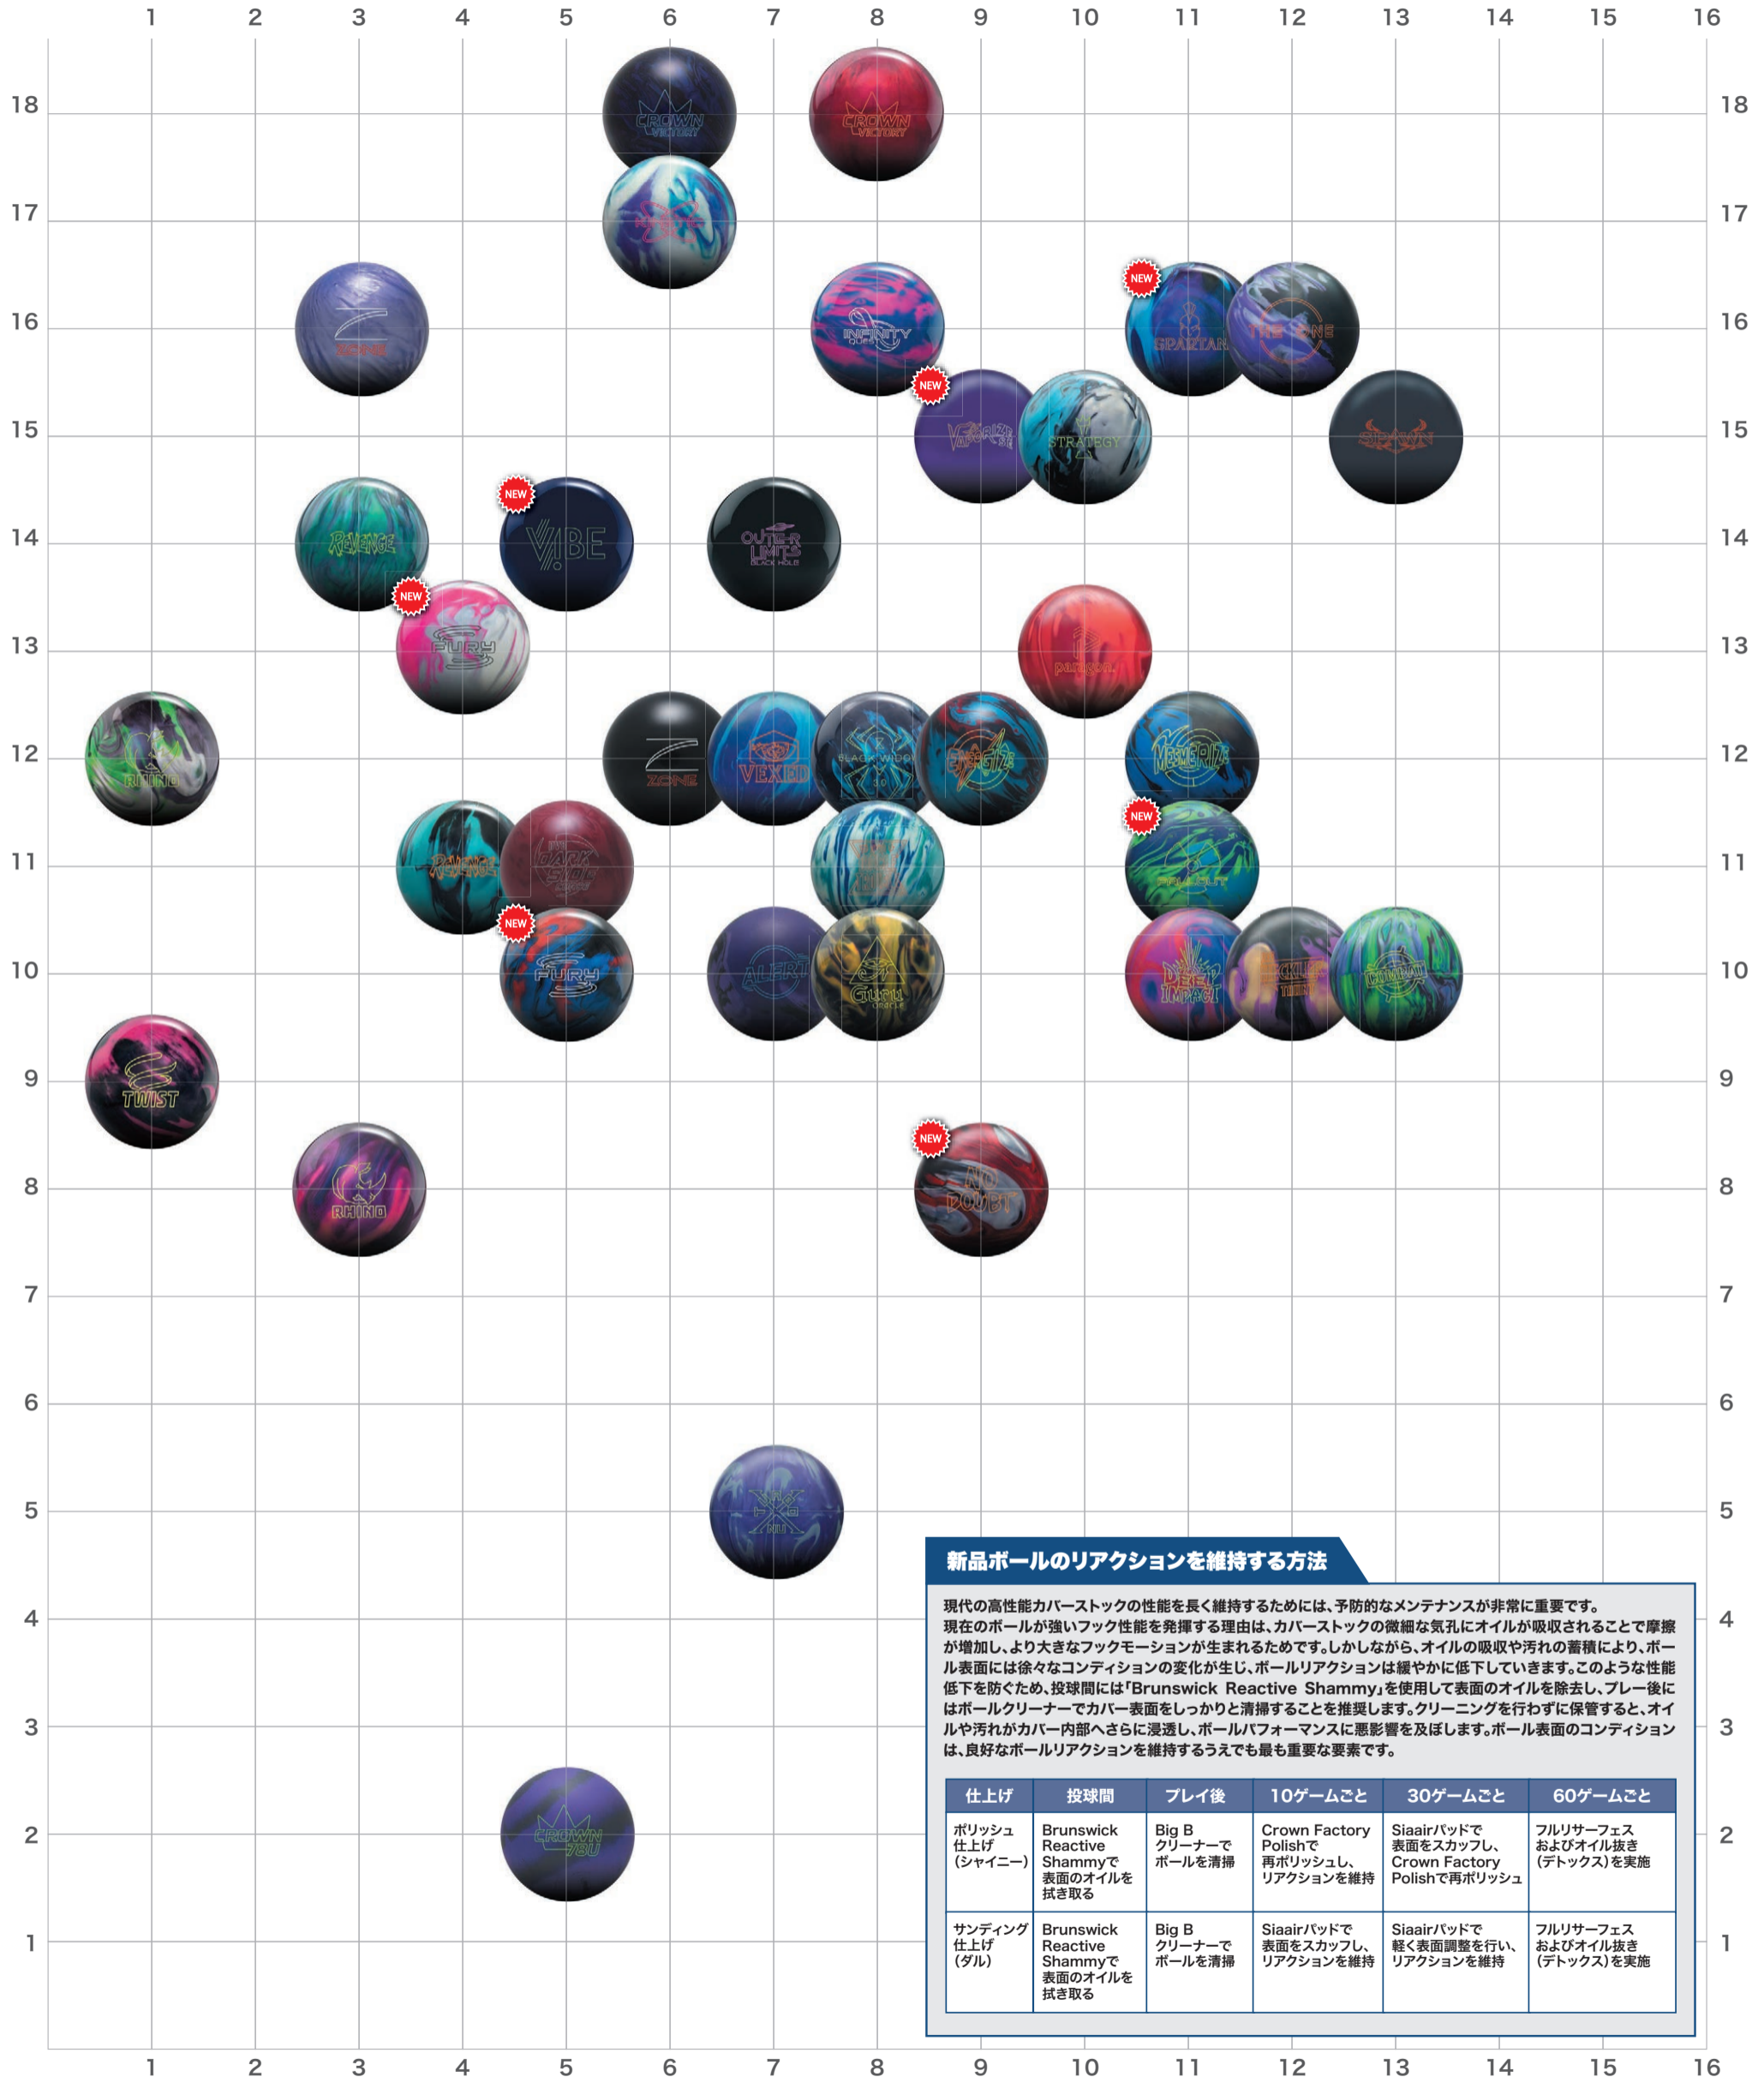 1 2 3 4 5 6 7 8 9 10 11 12 13 14 15 16
18 CROWN VICTORY CROWN VICTORY 18
17 17
NEW
16 ZONE INFINITY QUEST SPARTAN THE ONE 16
NEW
15 VAPORIZE SE STRATEGY SPAWN 15
NEW
14 REVENGE VIBE OUTER LIMITS BLACK HOLE 14
NEW
13 FURY paragon 13
12 RHINO ZONE VEXED BLACK WIDOW 3.0 ENERGIZE MESMERIZE 12
NEW
11 REVENGE DARK SIDE FALLOUT 11
NEW
10 FURY ALERT Guru ORACLE DEEP IMPACT COMBAT 10
9 TWIST 9
NEW
8 RHINO NO DOUBT 8
7 7
6 6
5 NU 5
4 4
3 3
2 CROWN 78U 2
1 1
新品ボールのリアクションを維持する方法
現代の高性能カバーストックの性能を長く維持するためには、予防的なメンテナンスが非常に重要です。
現在のボールが強いフック性能を発揮する理由は、カバーストックの微細な気孔にオイルが吸収されることで摩擦
が増加し、より大きなフックモーションが生まれるためです。しかしながら、オイルの吸収や汚れの蓄積により、ボー
ル表面には徐々なコンディションの変化が生じ、ボールリアクションは緩やかに低下していきます。このような性能
低下を防ぐため、投球間には「Brunswick Reactive Shammy」を使用して表面のオイルを除去し、プレー後に
はボールクリーナーでカバー表面をしっかりと清掃することを推奨します。クリーニングを行わずに保管すると、オイ
ルや汚れがカバー内部へさらに浸透し、ボールパフォーマンスに悪影響を及ぼします。ボール表面のコンディション
は、良好なボールリアクションを維持するうえでも最も重要な要素です。
仕上げ 投球間 プレイ後 10ゲームごと 30ゲームごと 60ゲームごと
ポリッシュ
仕上げ
(シャイニー)
Brunswick
Reactive
Shammyで
表面のオイルを
拭き取る
Big B
クリーナーで
ボールを清掃
Crown Factory
Polishで
再ポリッシュし、
リアクションを維持
Siaairパッドで
表面をスカッフし、
Crown Factory
Polishで再ポリッシュ
フルリサーフェス
およびオイル抜き
(デトックス)を実施
サンディング
仕上げ
(ダル)
Brunswick
Reactive
Shammyで
表面のオイルを
拭き取る
Big B
クリーナーで
ボールを清掃
Siaairパッドで
表面をスカッフし、
リアクションを維持
Siaairパッドで
軽く表面調整を行い、
リアクションを維持
フルリサーフェス
およびオイル抜き
(デトックス)を実施
1 2 3 4 5 6 7 8 9 10 11 12 13 14 15 16